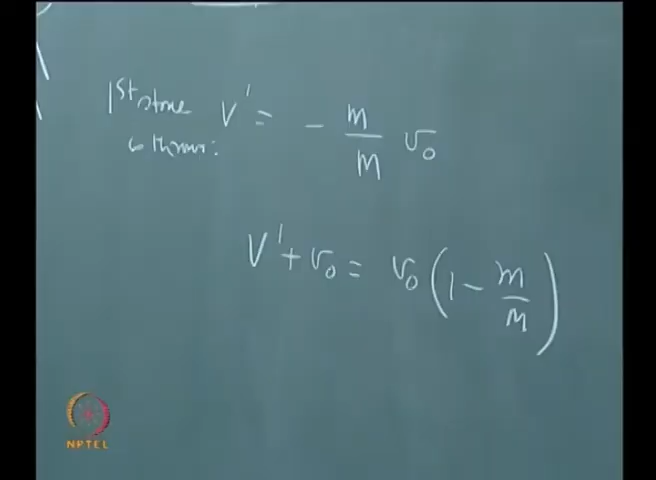 1st stone V' = - m/M v₀
is thrown:
V' + v₀ = v₀ (1 - m/M)
NPTEL